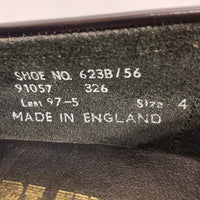 SHOE NO. 623B/56
91057 326
Last 97-5 Size 4
MADE IN ENGLAND